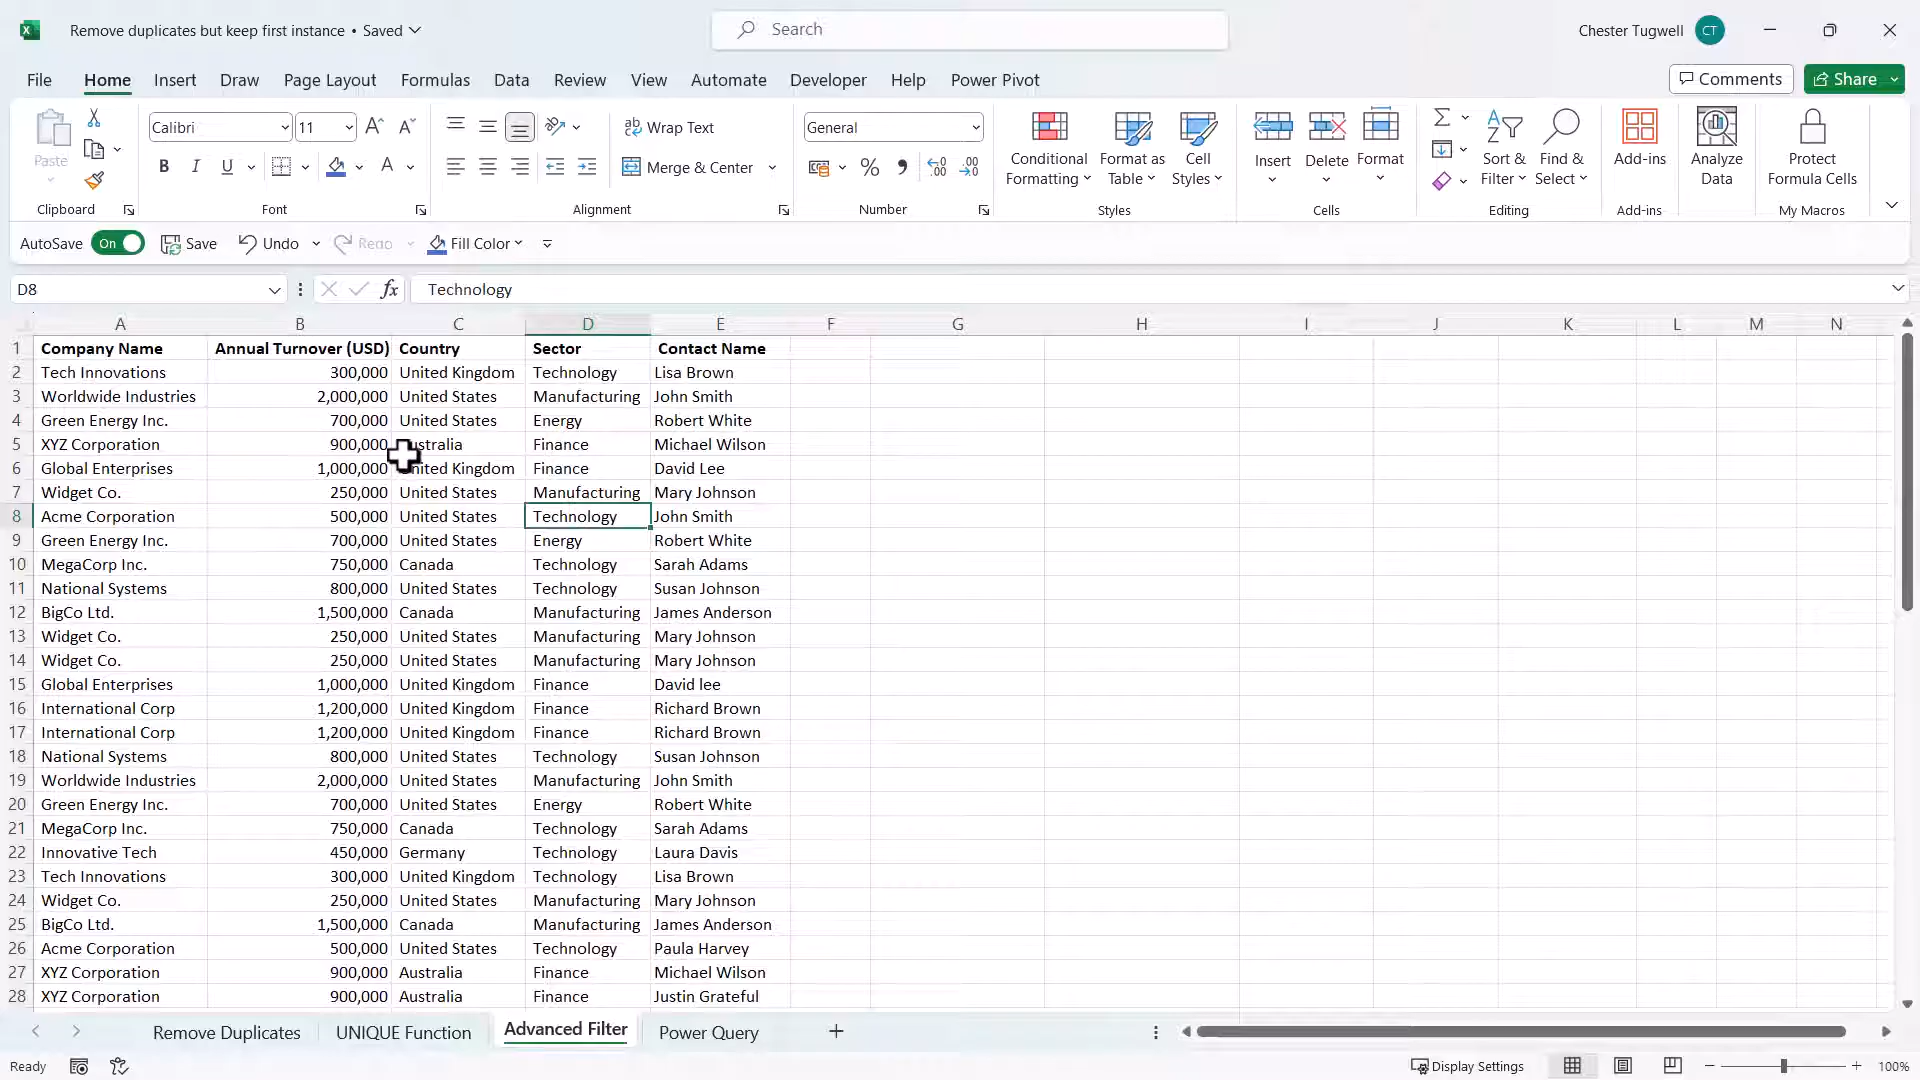 Remove duplicates but keep first instance • Saved
Search
Chester Tugwell CT
File Home Insert Draw Page Layout Formulas Data Review View Automate Developer Help Power Pivot
Comments Share
Paste
Clipboard
Calibri 11
B I U
Font
Wrap Text
Merge & Center
Alignment
General
Number
Conditional Formatting
Format as Table
Cell Styles
Styles
Insert Delete Format
Cells
Sort & Filter
Find & Select
Editing
Add-ins
Add-ins
Analyze Data
Protect Formula Cells
My Macros
AutoSave On Save Undo Redo Fill Color
D8 fx Technology
A B C D E F G H I J K L M N
1 Company Name Annual Turnover (USD) Country Sector Contact Name
2 Tech Innovations 300,000 United Kingdom Technology Lisa Brown
3 Worldwide Industries 2,000,000 United States Manufacturing John Smith
4 Green Energy Inc. 700,000 United States Energy Robert White
5 XYZ Corporation 900,000 ustralia Finance Michael Wilson
6 Global Enterprises 1,000,000 United Kingdom Finance David Lee
7 Widget Co. 250,000 United States Manufacturing Mary Johnson
8 Acme Corporation 500,000 United States Technology John Smith
9 Green Energy Inc. 700,000 United States Energy Robert White
10 MegaCorp Inc. 750,000 Canada Technology Sarah Adams
11 National Systems 800,000 United States Technology Susan Johnson
12 BigCo Ltd. 1,500,000 Canada Manufacturing James Anderson
13 Widget Co. 250,000 United States Manufacturing Mary Johnson
14 Widget Co. 250,000 United States Manufacturing Mary Johnson
15 Global Enterprises 1,000,000 United Kingdom Finance David lee
16 International Corp 1,200,000 United Kingdom Finance Richard Brown
17 International Corp 1,200,000 United Kingdom Finance Richard Brown
18 National Systems 800,000 United States Technology Susan Johnson
19 Worldwide Industries 2,000,000 United States Manufacturing John Smith
20 Green Energy Inc. 700,000 United States Energy Robert White
21 MegaCorp Inc. 750,000 Canada Technology Sarah Adams
22 Innovative Tech 450,000 Germany Technology Laura Davis
23 Tech Innovations 300,000 United Kingdom Technology Lisa Brown
24 Widget Co. 250,000 United States Manufacturing Mary Johnson
25 BigCo Ltd. 1,500,000 Canada Manufacturing James Anderson
26 Acme Corporation 500,000 United States Technology Paula Harvey
27 XYZ Corporation 900,000 Australia Finance Michael Wilson
28 XYZ Corporation 900,000 Australia Finance Justin Grateful
Remove Duplicates UNIQUE Function Advanced Filter Power Query
Ready Display Settings 100%